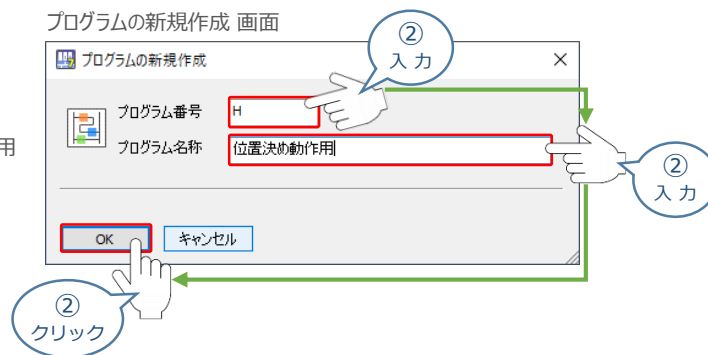 プログラムの新規作成 画面
プログラムの新規作成
②
入 力
プログラム番号
H
用
プログラム名称
位置決め動作用
②
入 力
OK
キャンセル
②
クリック